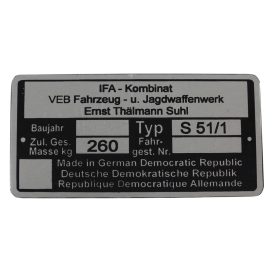 IFA - Kombinat
VEB Fahrzeug - u. Jagdwaffenwerk
Ernst Thälmann Suhl
Baujahr Typ S 51/1
Zul. Ges. Masse kg 260 Fahr- gest. Nr.
Made in German Democratic Republic
Deutsche Demokratische Republik
Republique Democratique Allemande